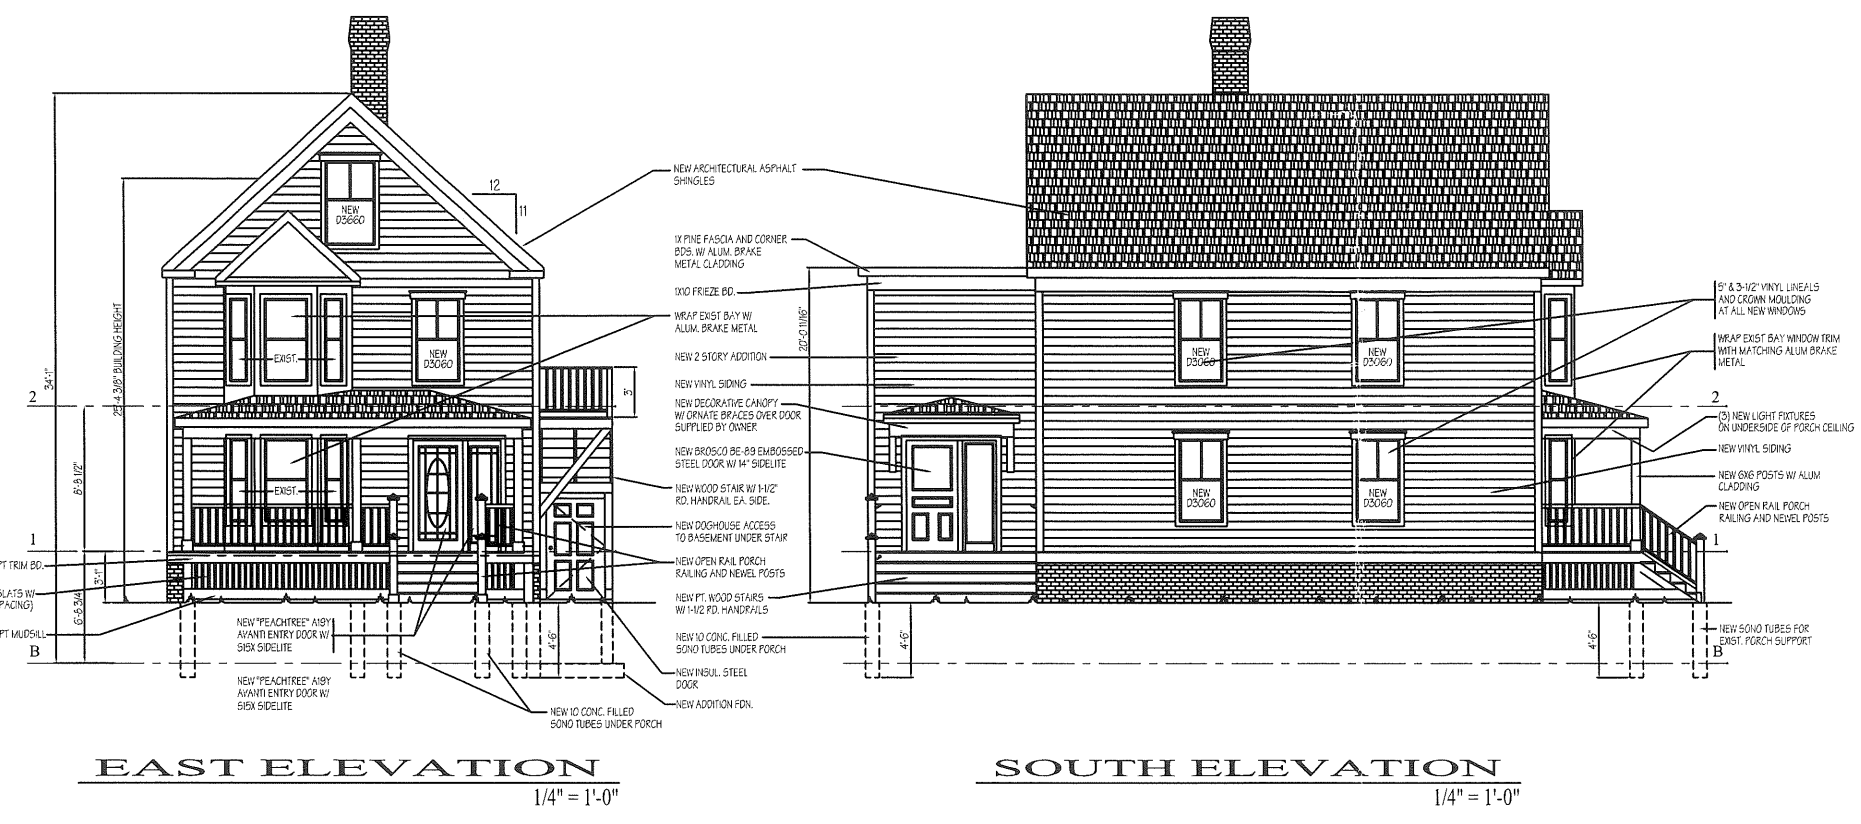 12
11
NEW
D3660
34'-1"
25'-4 3/8" BUILDING HEIGHT
2
8'-8 1/2"
1
3'-1"
6'-8 3/4"
B
EXIST.
NEW
D3060
EXIST.
3'
4'-6"
PT TRIM BD.
SLATS W/
PT MUDSILL
NEW "PEACHTREE" A19Y
AVANTI ENTRY DOOR W/
S15X SIDELITE
NEW "PEACHTREE" A19Y
AVANTI ENTRY DOOR W/
S15X SIDELITE
NEW 10 CONC. FILLED
SONO TUBES UNDER PORCH
EAST ELEVATION
1/4" = 1'-0"
NEW ARCHITECTURAL ASPHALT
SHINGLES
1X PINE FASCIA AND CORNER
BDS. W/ ALUM. BRAKE
METAL CLADDING
1X10 FRIEZE BD.
WRAP EXIST BAY W/
ALUM. BRAKE METAL
NEW 2 STORY ADDITION
NEW VINYL SIDING
NEW DECORATIVE CANOPY
W/ ORNATE BRACES OVER DOOR
SUPPLIED BY OWNER
NEW BROSCO BE-89 EMBOSSED
STEEL DOOR W/ 14" SIDELITE
NEW WOOD STAIR W/ 1-1/2"
RD. HANDRAIL EA. SIDE.
NEW DOGHOUSE ACCESS
TO BASEMENT UNDER STAIR
NEW OPEN RAIL PORCH
RAILING AND NEWEL POSTS
NEW PT. WOOD STAIRS
W/ 1-1/2 RD. HANDRAILS
NEW 10 CONC. FILLED
SONO TUBES UNDER PORCH
NEW INSUL. STEEL
DOOR
NEW ADDITION FDN.
20'-0 11/16"
NEW
D3060
NEW
D3060
NEW
D3060
NEW
D3060
4'-6"
4'-6"
5" & 3-1/2" VINYL LINEALS
AND CROWN MOULDING
AT ALL NEW WINDOWS
WRAP EXIST BAY WINDOW TRIM
WITH MATCHING ALUM BRAKE
METAL
2
(3) NEW LIGHT FIXTURES
ON UNDERSIDE OF PORCH CEILING
NEW VINYL SIDING
NEW 6X6 POSTS W/ ALUM
CLADDING
NEW OPEN RAIL PORCH
RAILING AND NEWEL POSTS
1
NEW SONO TUBES FOR
EXIST. PORCH SUPPORT
B
SOUTH ELEVATION
1/4" = 1'-0"